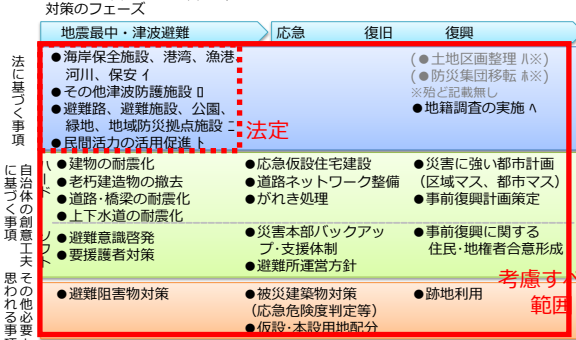 対策のフェーズ
地震最中・津波避難
応急 復旧 復興
法に基づく事項
●海岸保全施設、港湾、漁港、
河川、保安 イ
●その他津波防護施設 ロ
●避難路、避難施設、公園、
緑地、地域防災拠点施設 ニ
●民間活力の活用促進 ト
法定
(●土地区画整理 ハ※)
(●防災集団移転 ホ※)
※殆ど記載無し
●地籍調査の実施 ヘ
自治体の創意工夫
に基づく事項
ハード
●建物の耐震化
●老朽建造物の撤去
●道路・橋梁の耐震化
●上下水道の耐震化
●応急仮設住宅建設
●道路ネットワーク整備
●がれき処理
●災害に強い都市計画
(区域マス、都市マス)
●事前復興計画策定
ソフト
●避難意識啓発
●要援護者対策
●災害本部バックアッ
プ・支援体制
●避難所運営方針
●事前復興に関する
住民・地権者合意形成
その他必要
思われる事項
●避難阻害物対策
●被災建築物対策
(応急危険度判定等)
●仮設・本設用地配分
●跡地利用
考慮すべ
範囲